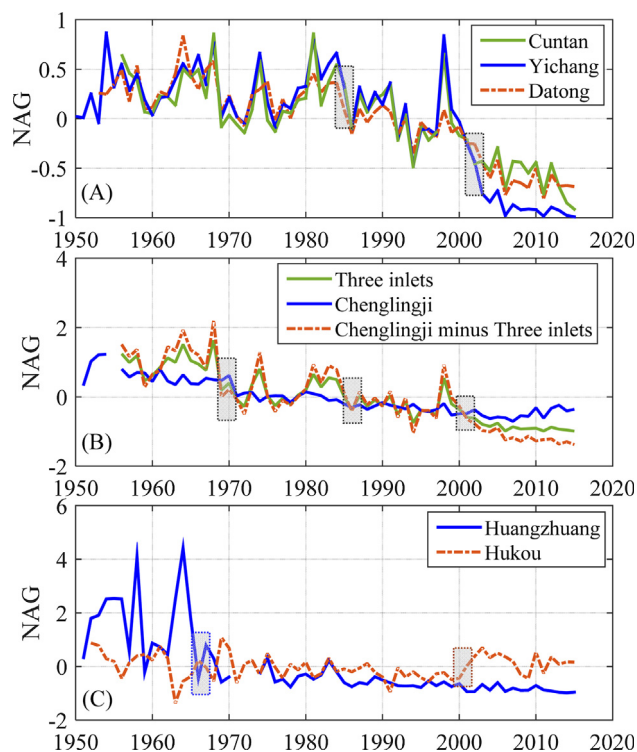 1
0.5
0
-0.5
-1
NAG
Cuntan
Yichang
Datong
(A)
1950 1960 1970 1980 1990 2000 2010 2020
4
2
0
-2
NAG
Three inlets
Chenglingji
Chenglingji minus Three inlets
(B)
1950 1960 1970 1980 1990 2000 2010 2020
6
4
2
0
-2
NAG
Huangzhuang
Hukou
(C)
1950 1960 1970 1980 1990 2000 2010 2020